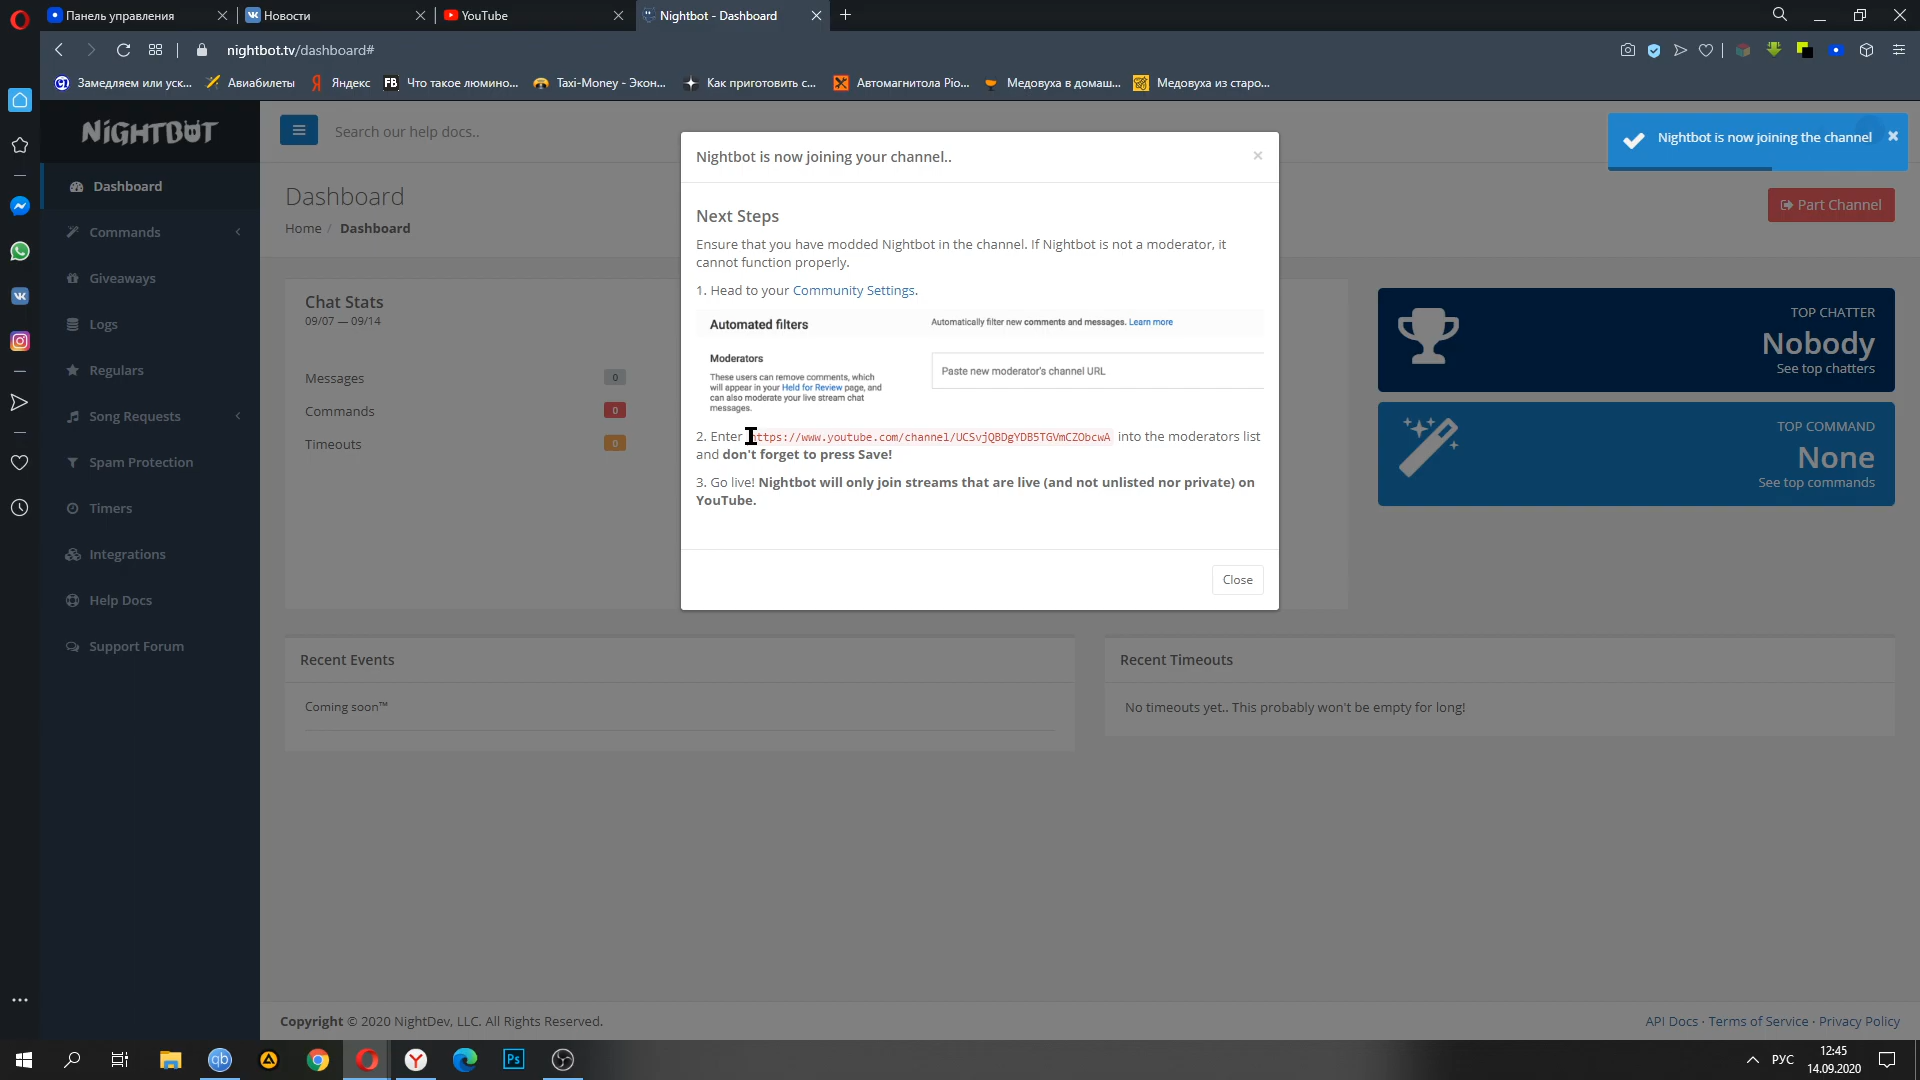 Панель управления
Новости
YouTube
Nightbot - Dashboard
nightbot.tv/dashboard#
Замедляем или уск...
Авиабилеты
Яндекс
FB Что такое люмино...
Taxi-Money - Экон...
Как приготовить с...
Автомагнитола Pio...
Медовуха в домаш...
Медовуха из старо...
NIGHTBOT
Search our help docs..
Nightbot is now joining the channel
Dashboard
Commands
Giveaways
Logs
Regulars
Song Requests
Spam Protection
Timers
Integrations
Help Docs
Support Forum
Dashboard
Home / Dashboard
Part Channel
Chat Stats
09/07 — 09/14
Messages 0
Commands 0
Timeouts 0
Nightbot is now joining your channel..
Next Steps
Ensure that you have modded Nightbot in the channel. If Nightbot is not a moderator, it
cannot function properly.
1. Head to your Community Settings.
Automated filters
Automatically filter new comments and messages. Learn more
Moderators
These users can remove comments, which
will appear in your Held for Review page, and
can also moderate your live stream chat
messages.
Paste new moderator's channel URL
2. Enter https://www.youtube.com/channel/UCSvjQBDgYDB5TGVmCZObcwA into the moderators list
and don't forget to press Save!
3. Go live! Nightbot will only join streams that are live (and not unlisted nor private) on
YouTube.
Close
TOP CHATTER
Nobody
See top chatters
TOP COMMAND
None
See top commands
Recent Events
Coming soon™
Recent Timeouts
No timeouts yet.. This probably won't be empty for long!
Copyright © 2020 NightDev, LLC. All Rights Reserved.
API Docs · Terms of Service · Privacy Policy
qb
Ps
РУС
12:45
14.09.2020